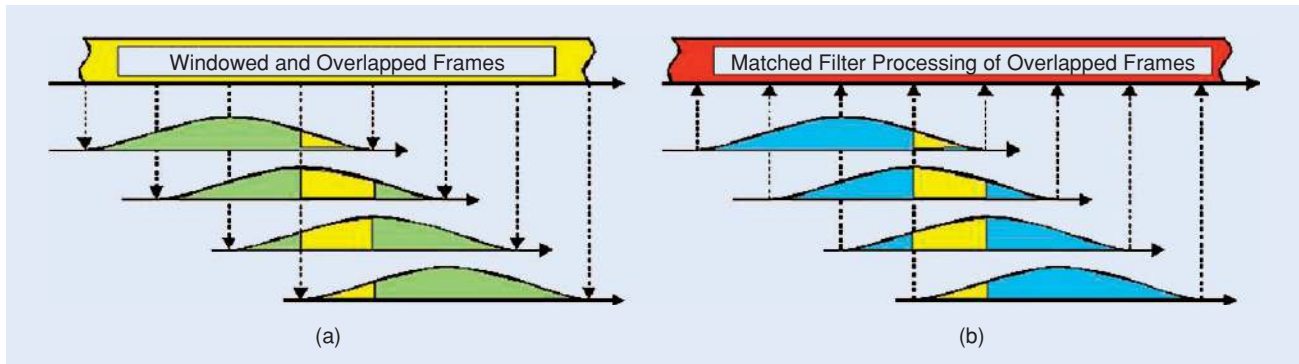 Windowed and Overlapped Frames
Matched Filter Processing of Overlapped Frames
(a)
(b)